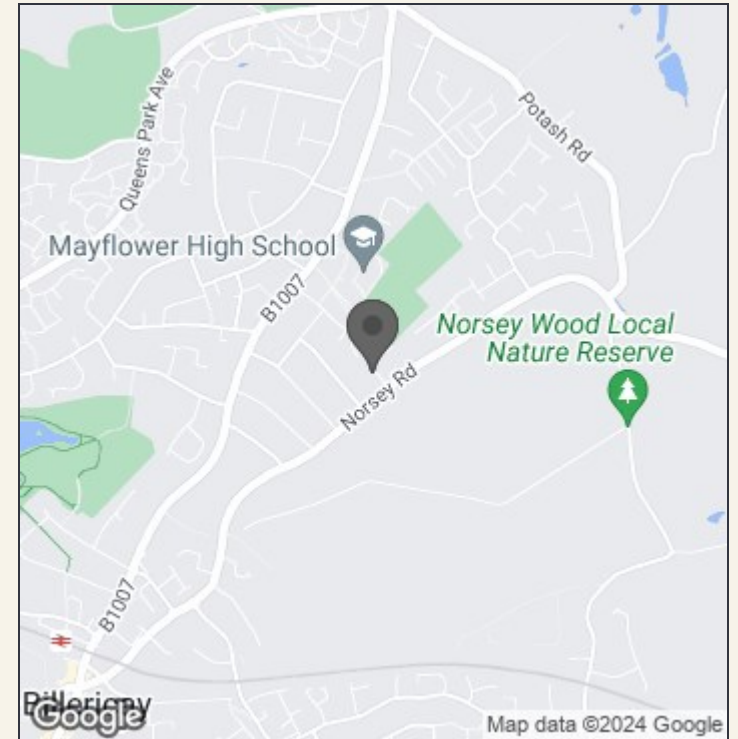 Potash Rd
Queens Park Ave
Mayflower High School
B1007
Norsey Wood Local
Nature Reserve
Norsey Rd
B1007
Billericay
Google
Map data ©2024 Google